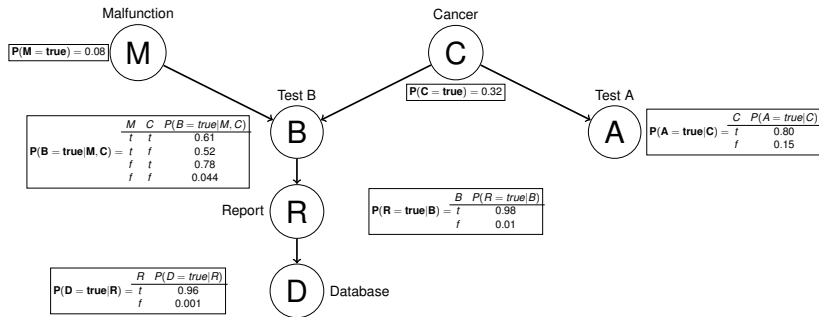 Malfunction
Cancer
P(M = true) = 0.08
M
C
P(C = true) = 0.32
Test B
Test A
B
A
M C P(B = true|M, C)
P(B = true|M, C) = t t 0.61
t f 0.52
f t 0.78
f f 0.044
C P(A = true|C)
P(A = true|C) = t 0.80
f 0.15
Report
R
B P(R = true|B)
P(R = true|B) = t 0.98
f 0.01
R P(D = true|R)
P(D = true|R) = t 0.96
f 0.001
D
Database